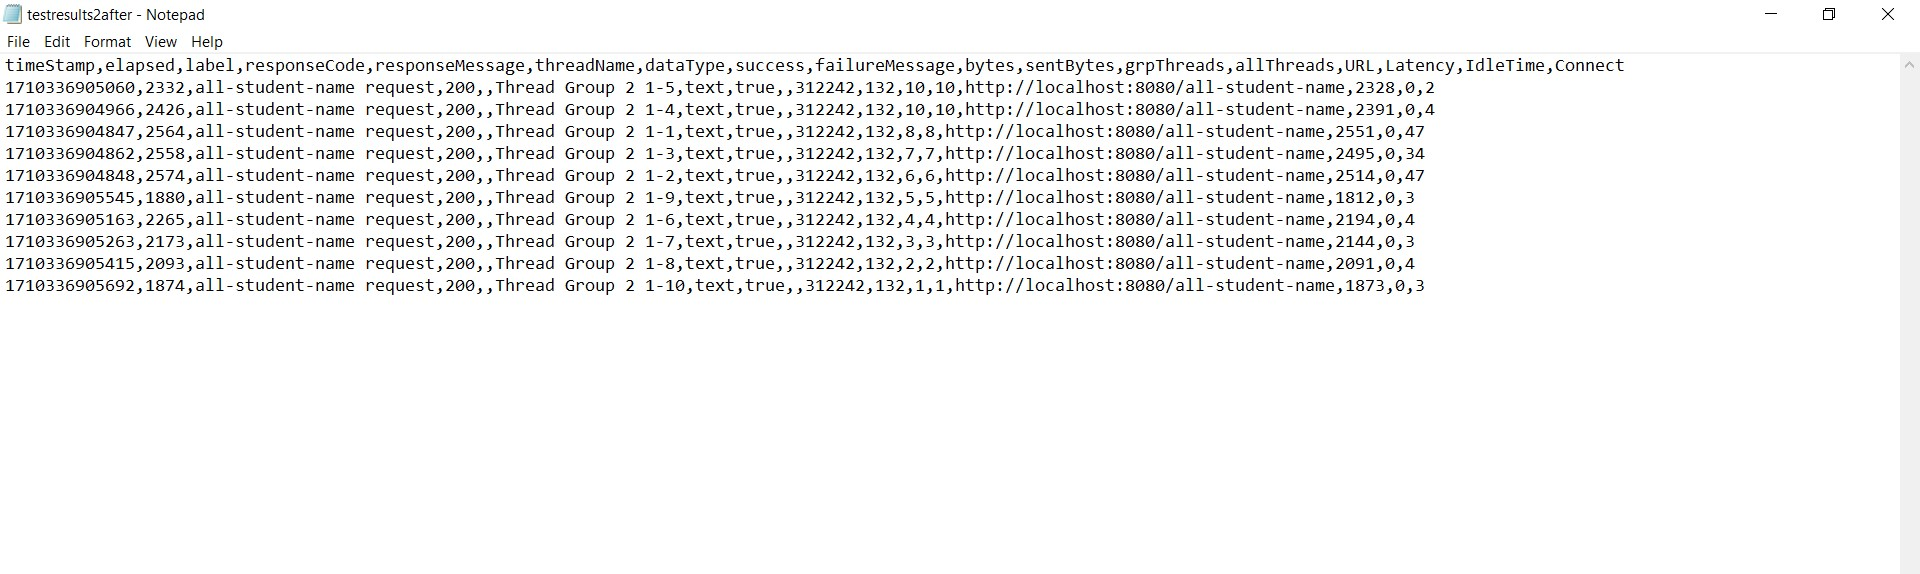 testresults2after - Notepad
File Edit Format View Help
timeStamp,elapsed,label,responseCode,responseMessage,threadName,dataType,success,failureMessage,bytes,sentBytes,grpThreads,allThreads,URL,Latency,IdleTime,Connect
1710336905060,2332,all-student-name request,200,,Thread Group 2 1-5,text,true,,312242,132,10,10,http://localhost:8080/all-student-name,2328,0,2
1710336904966,2426,all-student-name request,200,,Thread Group 2 1-4,text,true,,312242,132,10,10,http://localhost:8080/all-student-name,2391,0,4
1710336904847,2564,all-student-name request,200,,Thread Group 2 1-1,text,true,,312242,132,8,8,http://localhost:8080/all-student-name,2551,0,47
1710336904862,2558,all-student-name request,200,,Thread Group 2 1-3,text,true,,312242,132,7,7,http://localhost:8080/all-student-name,2495,0,34
1710336904848,2574,all-student-name request,200,,Thread Group 2 1-2,text,true,,312242,132,6,6,http://localhost:8080/all-student-name,2514,0,47
1710336905545,1880,all-student-name request,200,,Thread Group 2 1-9,text,true,,312242,132,5,5,http://localhost:8080/all-student-name,1812,0,3
1710336905163,2265,all-student-name request,200,,Thread Group 2 1-6,text,true,,312242,132,4,4,http://localhost:8080/all-student-name,2194,0,4
1710336905263,2173,all-student-name request,200,,Thread Group 2 1-7,text,true,,312242,132,3,3,http://localhost:8080/all-student-name,2144,0,3
1710336905415,2093,all-student-name request,200,,Thread Group 2 1-8,text,true,,312242,132,2,2,http://localhost:8080/all-student-name,2091,0,4
1710336905692,1874,all-student-name request,200,,Thread Group 2 1-10,text,true,,312242,132,1,1,http://localhost:8080/all-student-name,1873,0,3